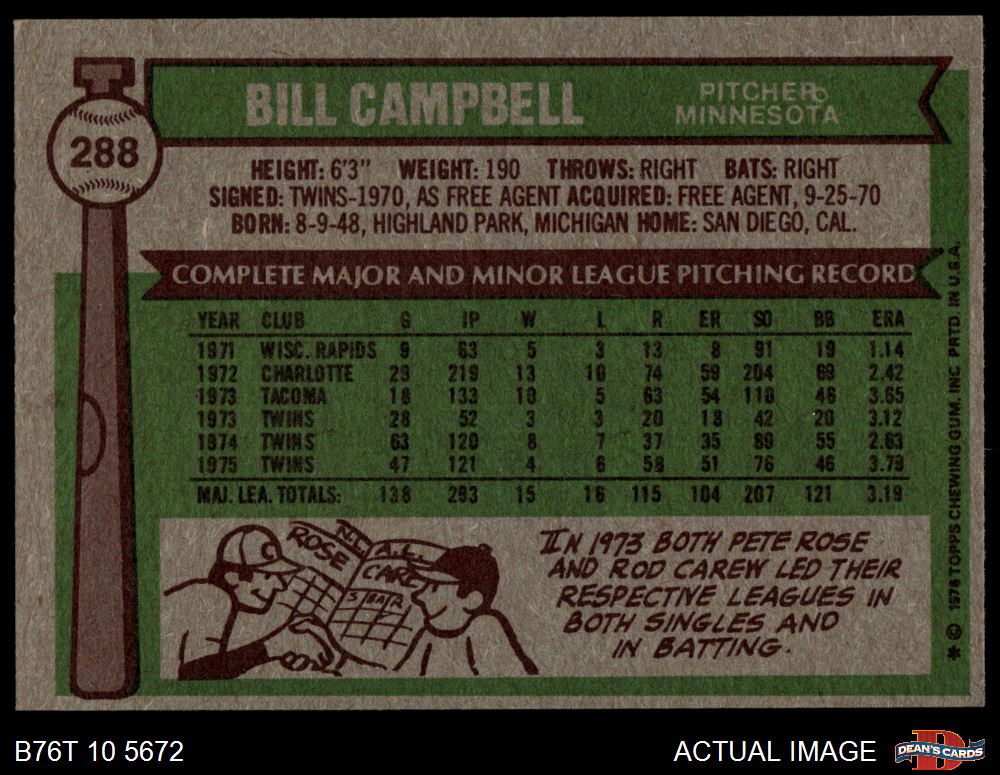 BILL CAMPBELL
PITCHER
MINNESOTA
288
HEIGHT: 6'3" WEIGHT: 190 THROWS: RIGHT BATS: RIGHT
SIGNED: TWINS-1970, AS FREE AGENT ACQUIRED: FREE AGENT, 9-25-70
BORN: 8-9-48, HIGHLAND PARK, MICHIGAN HOME: SAN DIEGO, CAL.
COMPLETE MAJOR AND MINOR LEAGUE PITCHING RECORD
YEAR CLUB G IP W L R ER SO BB ERA
1971 WISC. RAPIDS 9 63 5 3 13 8 91 19 1.14
1972 CHARLOTTE 29 219 13 10 74 59 204 69 2.42
1973 TACOMA 18 133 10 5 63 54 110 46 3.65
1973 TWINS 28 52 3 3 20 18 42 20 3.12
1974 TWINS 63 120 8 7 37 35 89 55 2.63
1975 TWINS 47 121 4 6 58 51 76 46 3.79
MAJ. LEA. TOTALS: 138 293 15 16 115 104 207 121 3.19
ROSE
N.L.
A.L.
CARE
IN 1973 BOTH PETE ROSE
AND ROD CAREW LED THEIR
RESPECTIVE LEAGUES IN
BOTH SINGLES AND
IN BATTING.
* © 1976 TOPPS CHEWING GUM, INC PRTD. IN U.S.A.
B76T 10 5672
ACTUAL IMAGE
DEAN'S CARDS